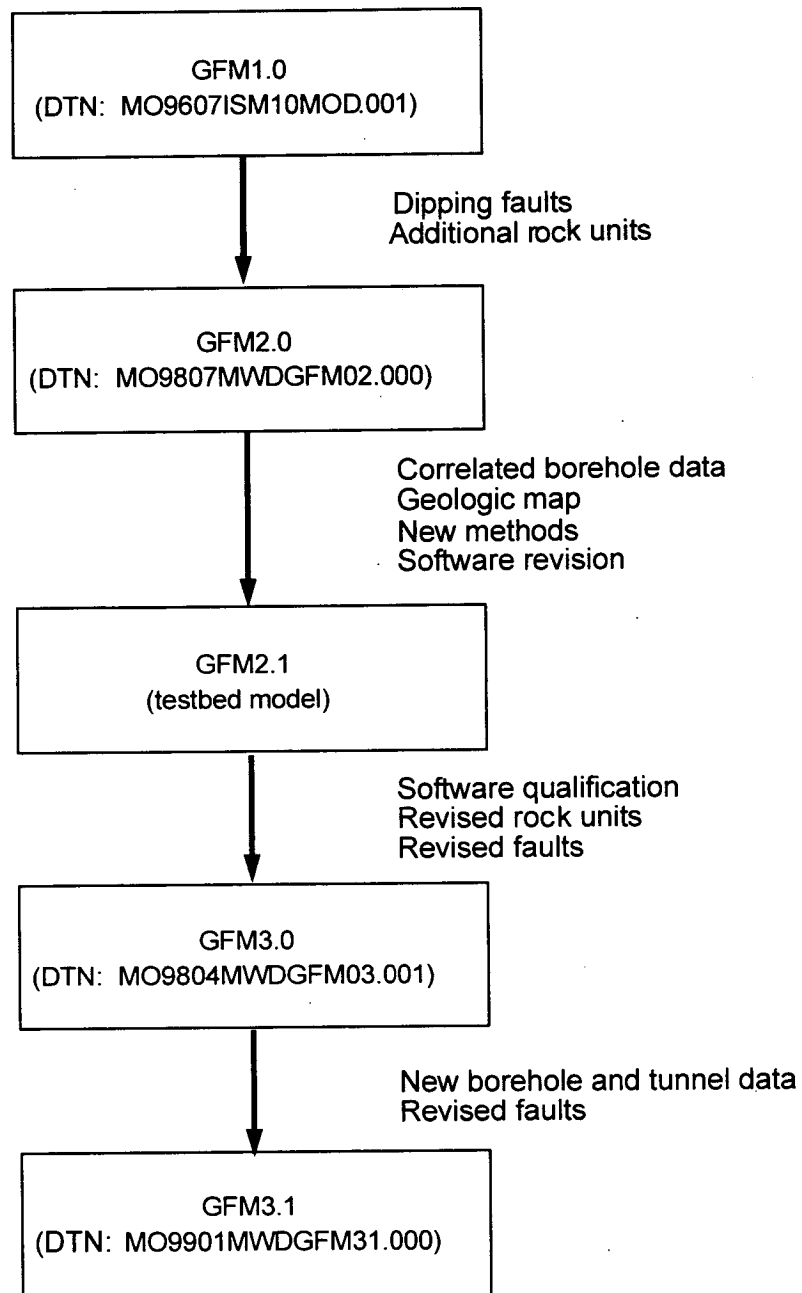 GFM1.0
(DTN: MO9607ISM10MOD.001)
Dipping faults
Additional rock units
GFM2.0
(DTN: MO9807MWDGFM02.000)
Correlated borehole data
Geologic map
New methods
Software revision
GFM2.1
(testbed model)
Software qualification
Revised rock units
Revised faults
GFM3.0
(DTN: MO9804MWDGFM03.001)
New borehole and tunnel data
Revised faults
GFM3.1
(DTN: MO9901MWDGFM31.000)